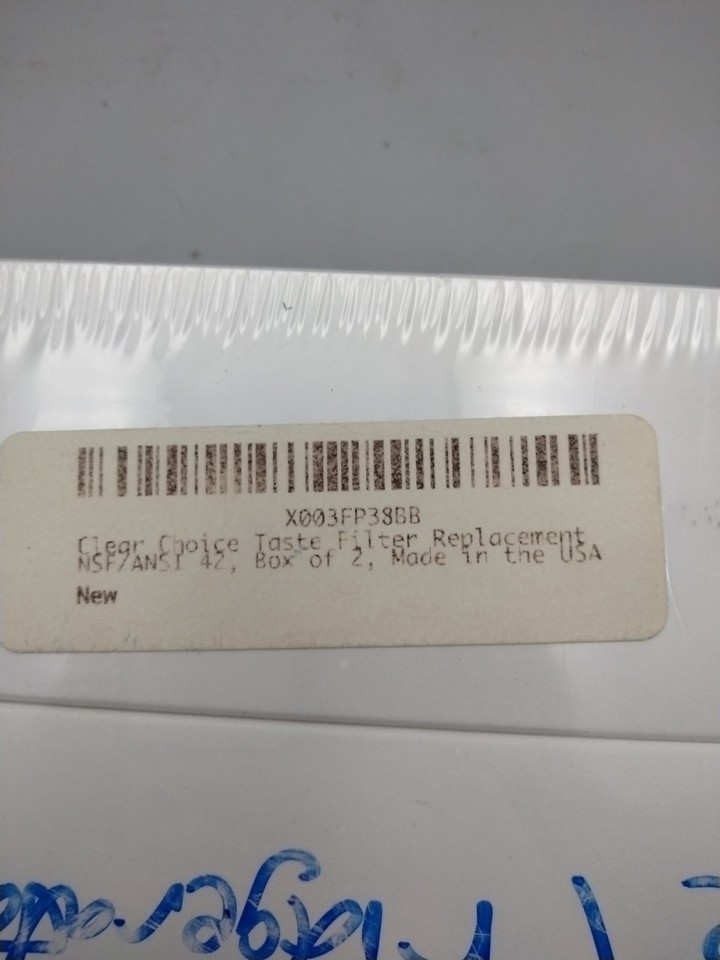 X003FP38BB
Clear Choice Taste Filter Replacement
NSF/ANSI 42, Box of 2, Made in the USA
New